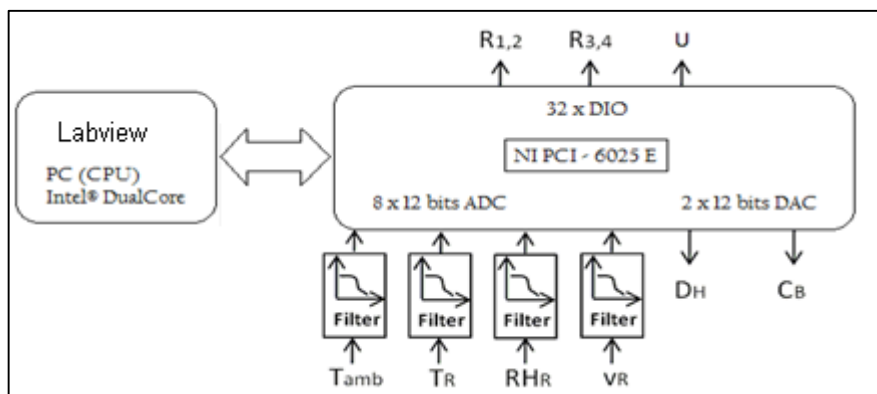 R1,2 R3,4 U
32 x DIO
Labview
NI PCI - 6025 E
PC (CPU)
Intel® DualCore
8 x 12 bits ADC 2 x 12 bits DAC
Filter Filter Filter Filter
DH CB
Tamb TR RHR vR